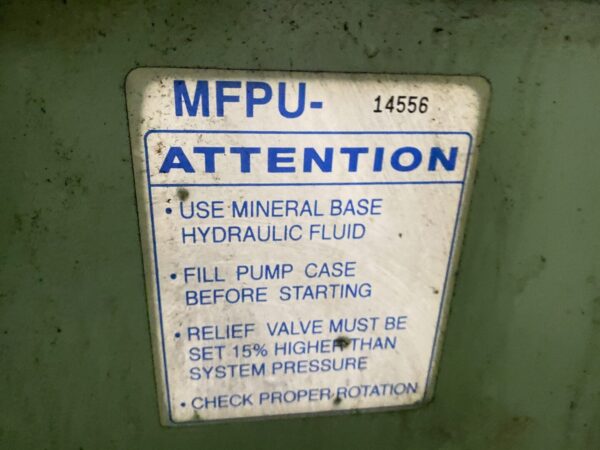 MFPU- 14556
ATTENTION
• USE MINERAL BASE
HYDRAULIC FLUID
• FILL PUMP CASE
BEFORE STARTING
• RELIEF VALVE MUST BE
SET 15% HIGHER THAN
SYSTEM PRESSURE
• CHECK PROPER ROTATION